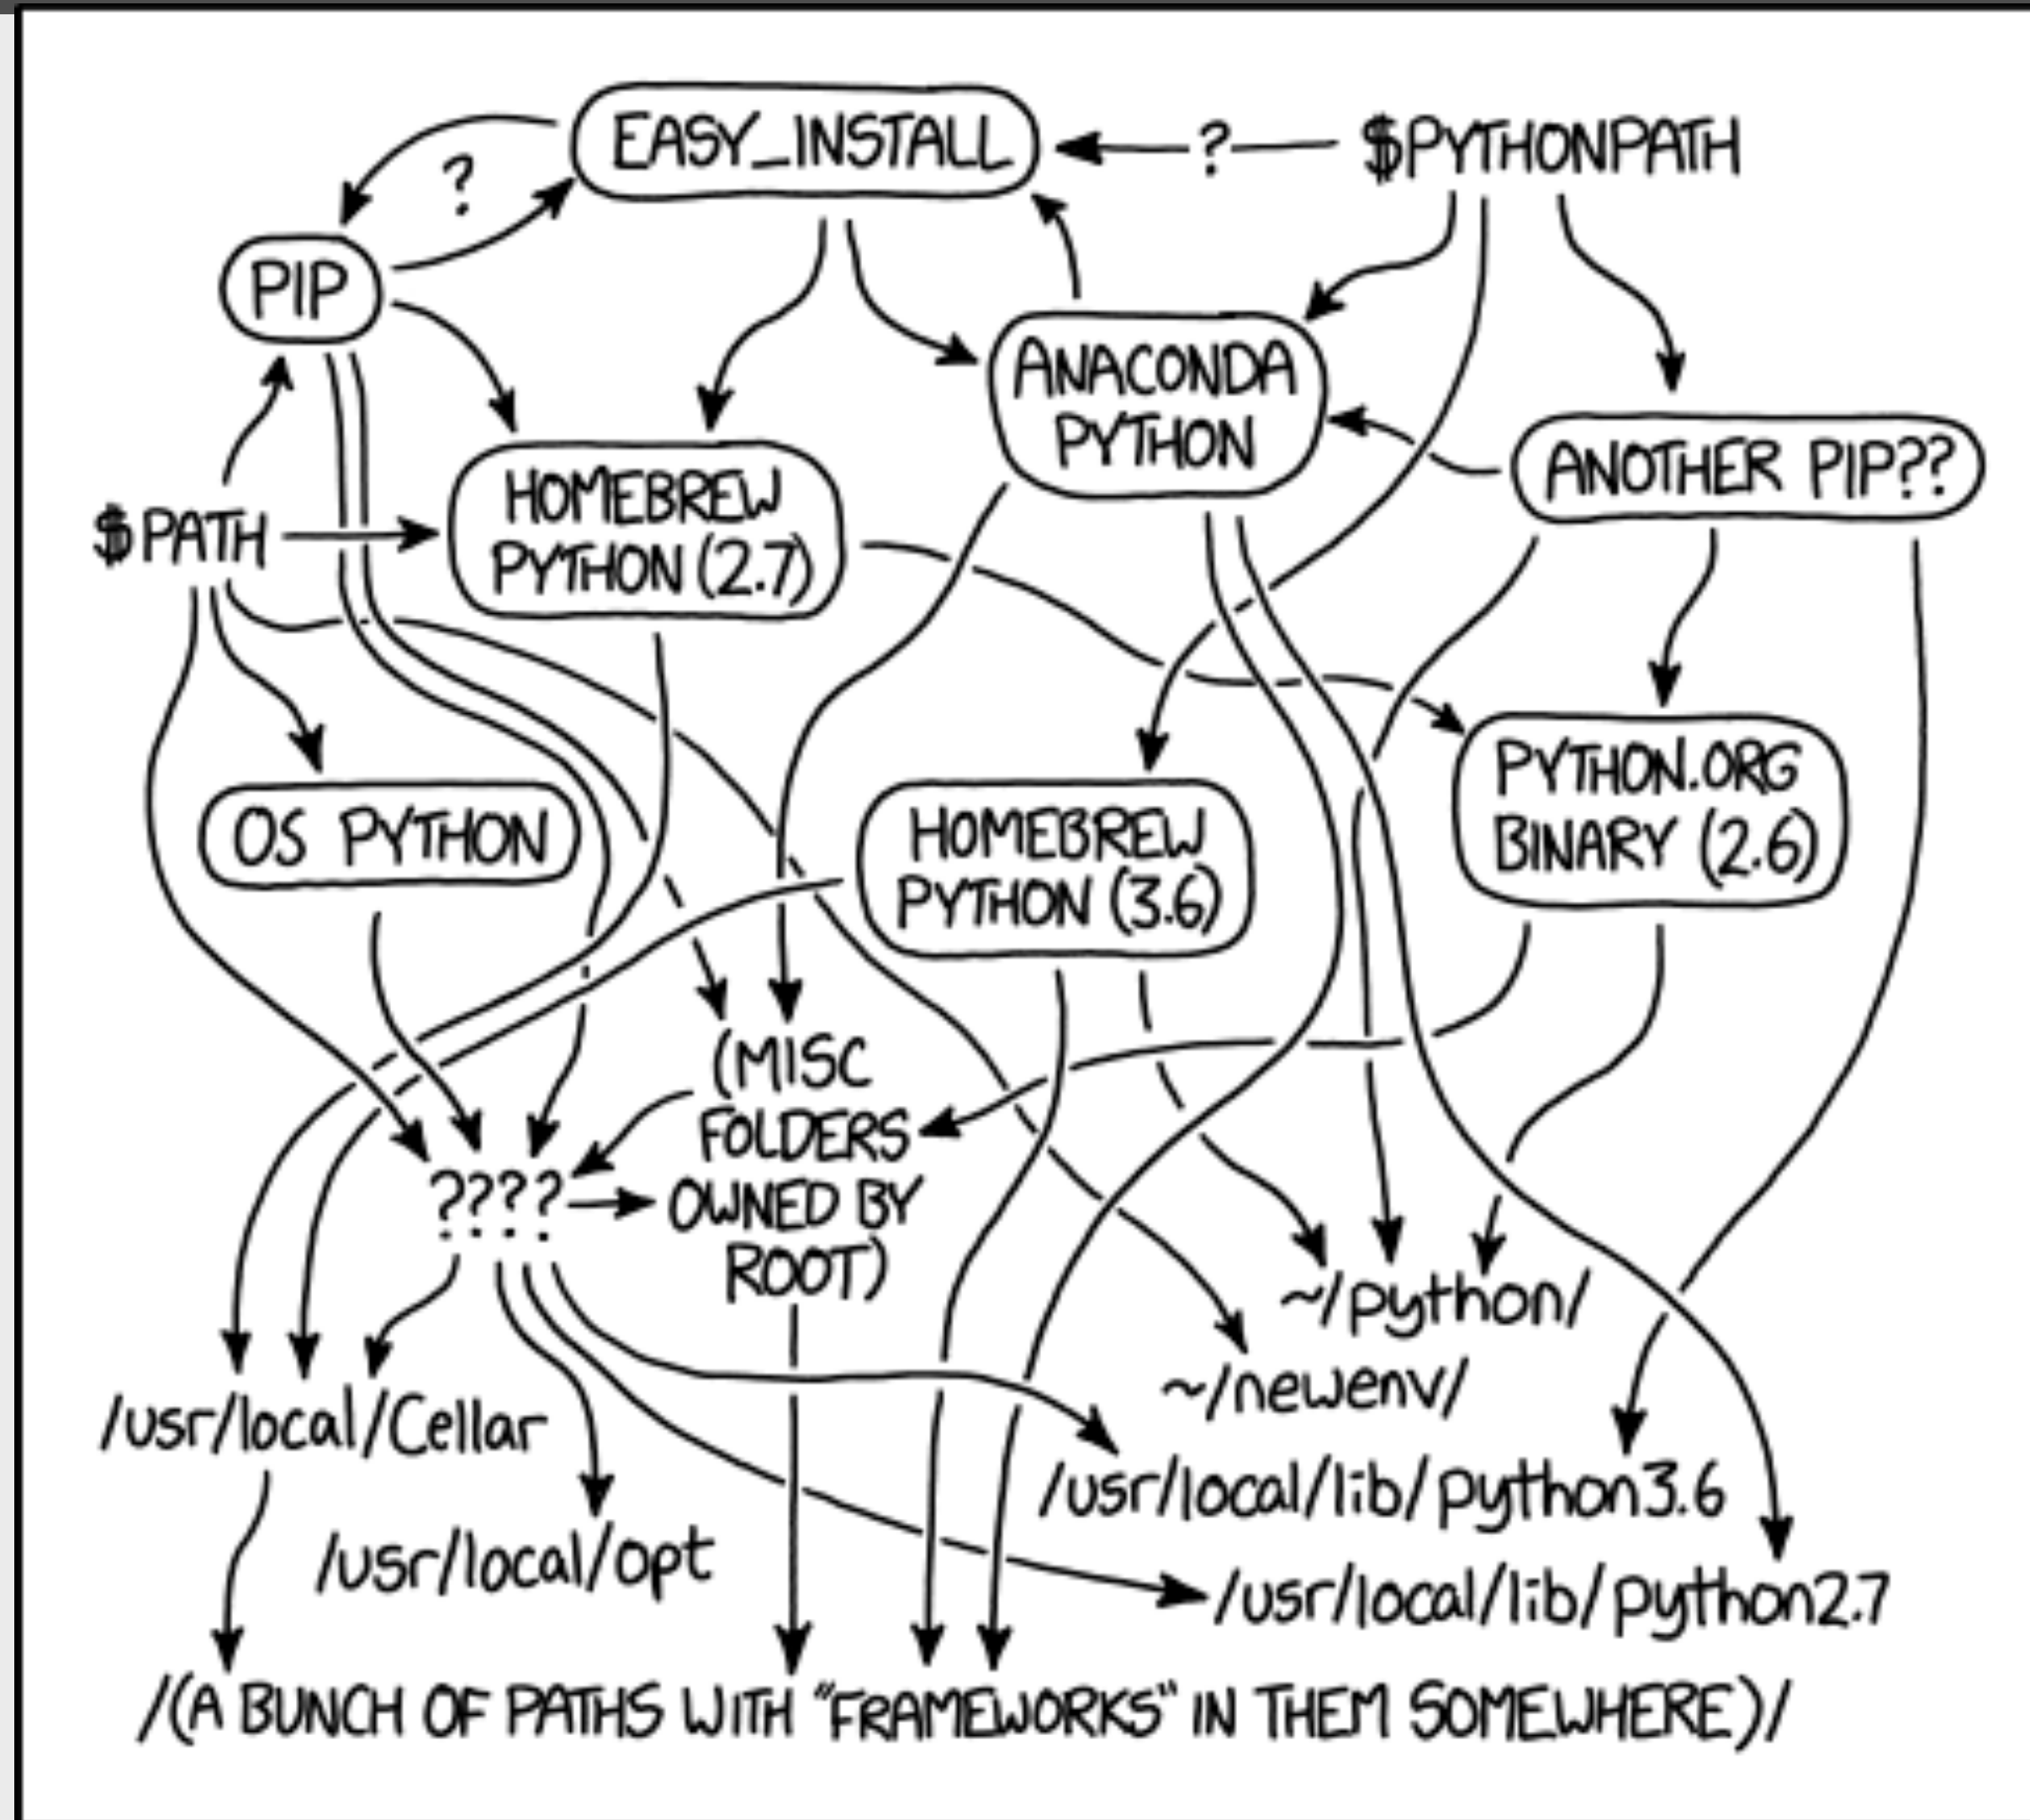 EASY_INSTALL
?
$PYTHONPATH
?
PIP
ANACONDA
PYTHON
ANOTHER PIP??
HOMEBREW
PYTHON (2.7)
$PATH
PYTHON.ORG
BINARY (2.6)
OS PYTHON
HOMEBREW
PYTHON (3.6)
(MISC
FOLDERS
OWNED BY
ROOT)
????
~/python/
~/newenv/
/usr/local/Cellar
/usr/local/lib/python3.6
/usr/local/opt
/usr/local/lib/python2.7
/(A BUNCH OF PATHS WITH "FRAMEWORKS" IN THEM SOMEWHERE)/